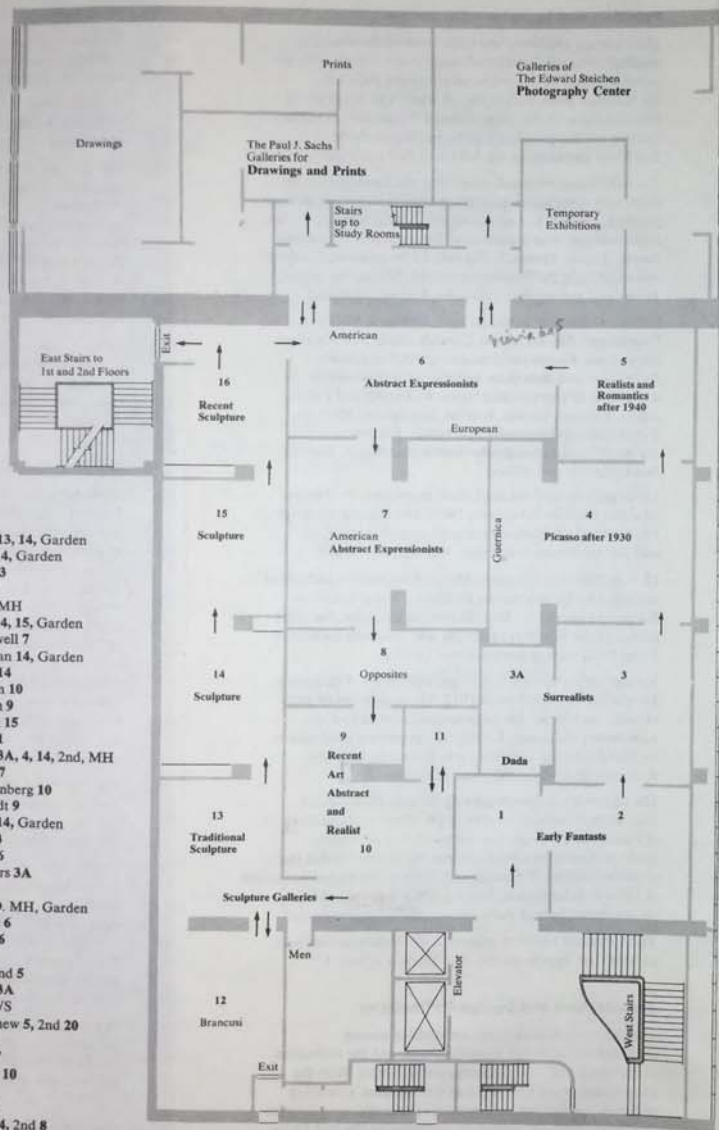 Prints
Galleries of
The Edward Steichen
Photography Center
Drawings
The Paul J. Sachs
Galleries for
Drawings and Prints
Stairs
up to
Study Rooms
Temporary
Exhibitions
American
Exit
East Stairs to
1st and 2nd Floors
6
Abstract Expressionists
5
Realists and
Romantics
after 1940
16
Recent
Sculpture
European
15
Sculpture
7
American
Abstract Expressionists
Guernica
4
Picasso after 1930
14
Sculpture
8
Opposites
3A
3
Surrealists
Dada
9
Recent
Art
Abstract
and
Realist
10
11
13
Traditional
Sculpture
1
2
Early Fantasts
Sculpture Galleries
Men
Elevator
West Stairs
12
Brancusi
Exit
13, 14, Garden
4, Garden
3
MH
4, 15, Garden
well 7
an 14, Garden
14
n 10
n 9
15
3A, 4, 14, 2nd, MH
7
nberg 10
dt 9
14, Garden
6
rs 3A
MH, Garden
6
6
nd 5
3A
/S
new 5, 2nd 20
10
4, 2nd 8